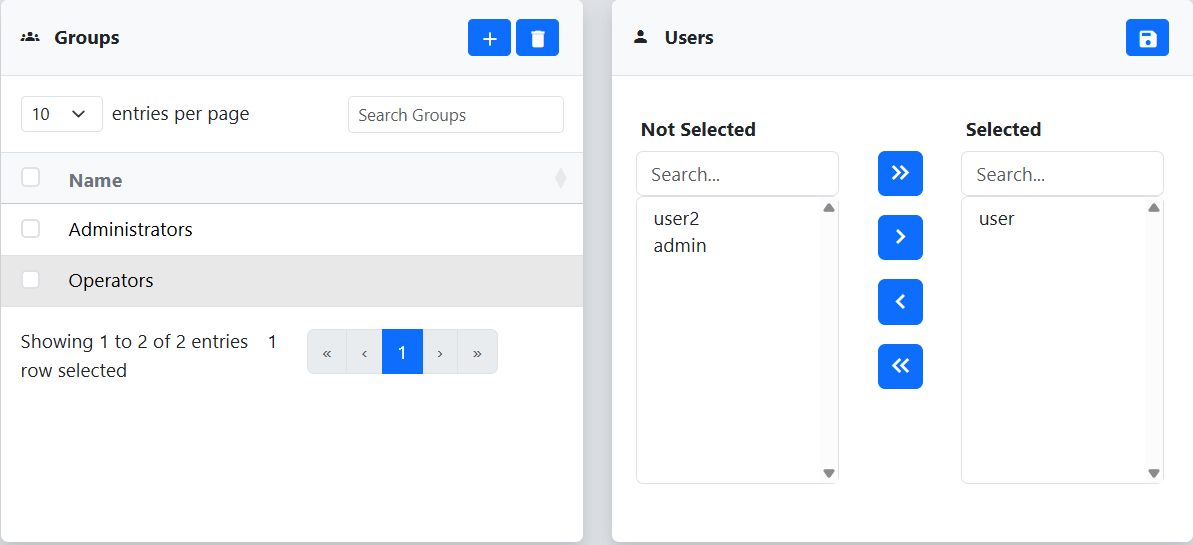 Groups
10 entries per page
Search Groups
Name
Administrators
Operators
Showing 1 to 2 of 2 entries 1
row selected
« ‹ 1 › »
Users
Not Selected
Search...
user2
admin
Selected
Search...
user